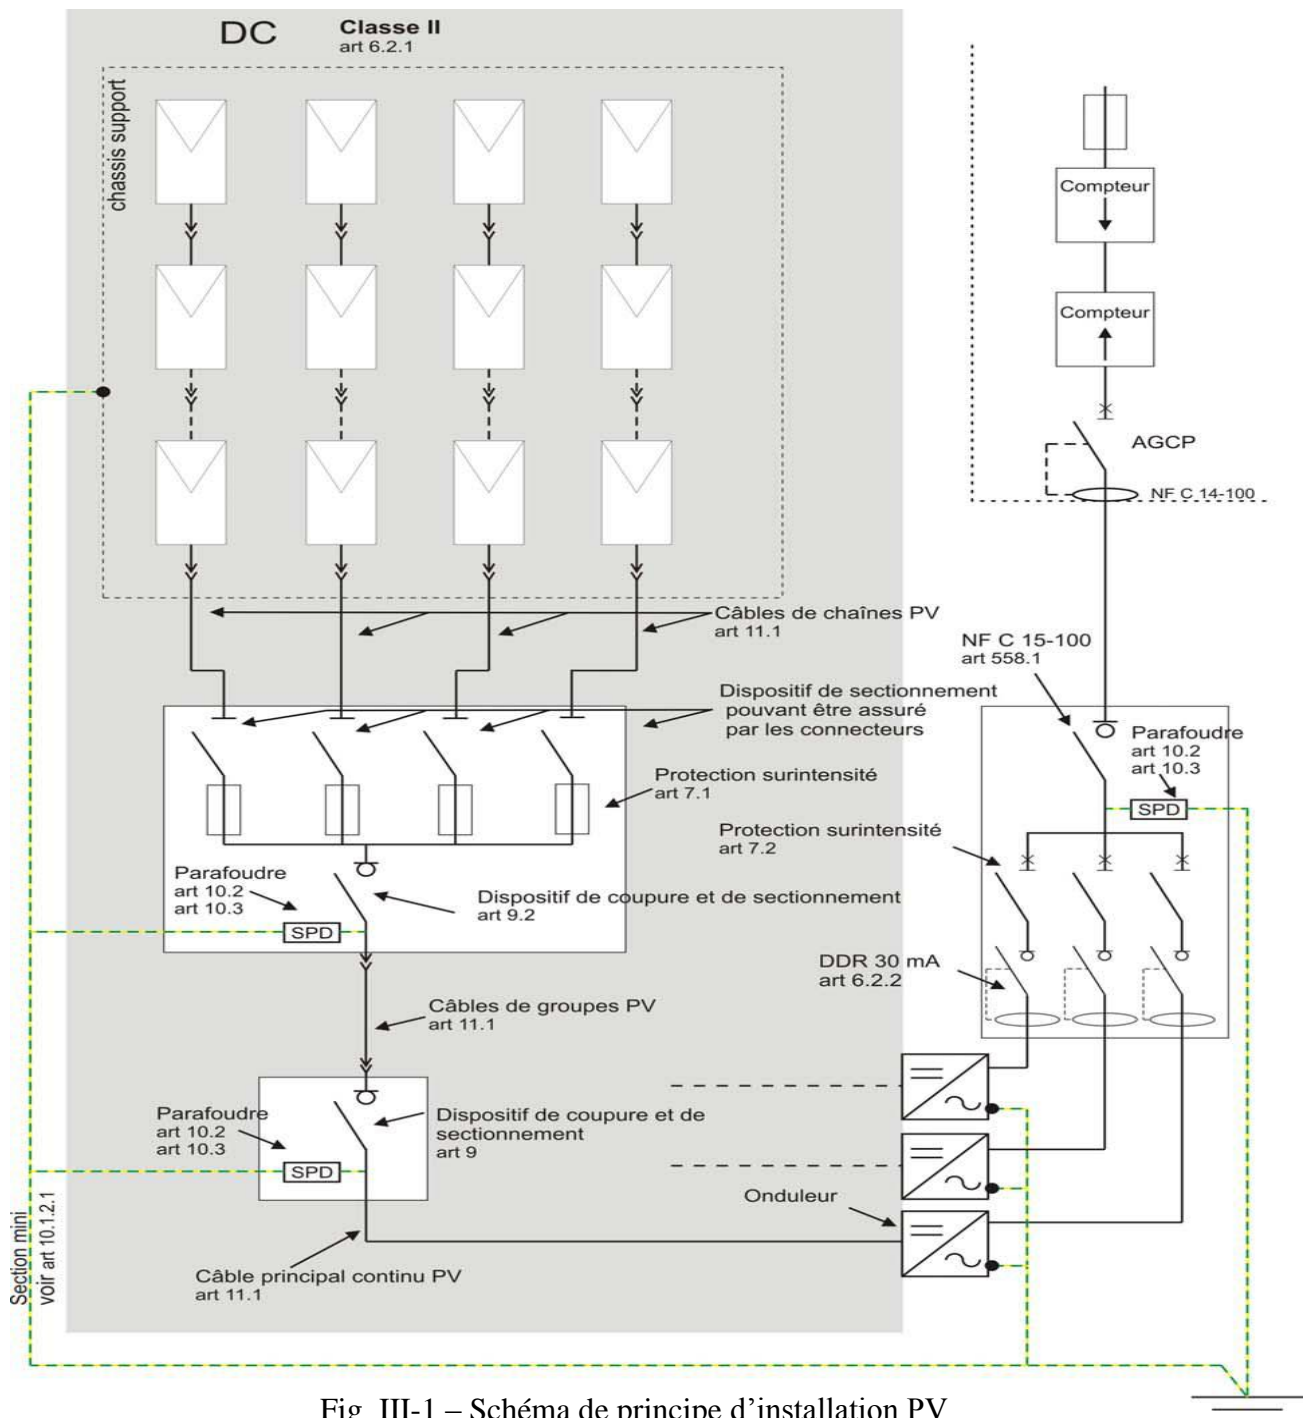 DC
Classe II
art 6.2.1
chassis support
Compteur
Compteur
AGCP
NF C 14-100
Câbles de chaînes PV
art 11.1
NF C 15-100
art 558.1
Dispositif de sectionnement
pouvant être assuré
par les connecteurs
Parafoudre
art 10.2
art 10.3
SPD
Protection surintensité
art 7.1
Protection surintensité
art 7.2
Parafoudre
art 10.2
art 10.3
SPD
Dispositif de coupure et de sectionnement
art 9.2
DDR 30 mA
art 6.2.2
Câbles de groupes PV
art 11.1
Parafoudre
art 10.2
art 10.3
SPD
Dispositif de coupure et de
sectionnement
art 9
Onduleur
Section mini
voir art 10.1.2.1
Câble principal continu PV
art 11.1
Fig. III-1 – Schéma de principe d'installation PV